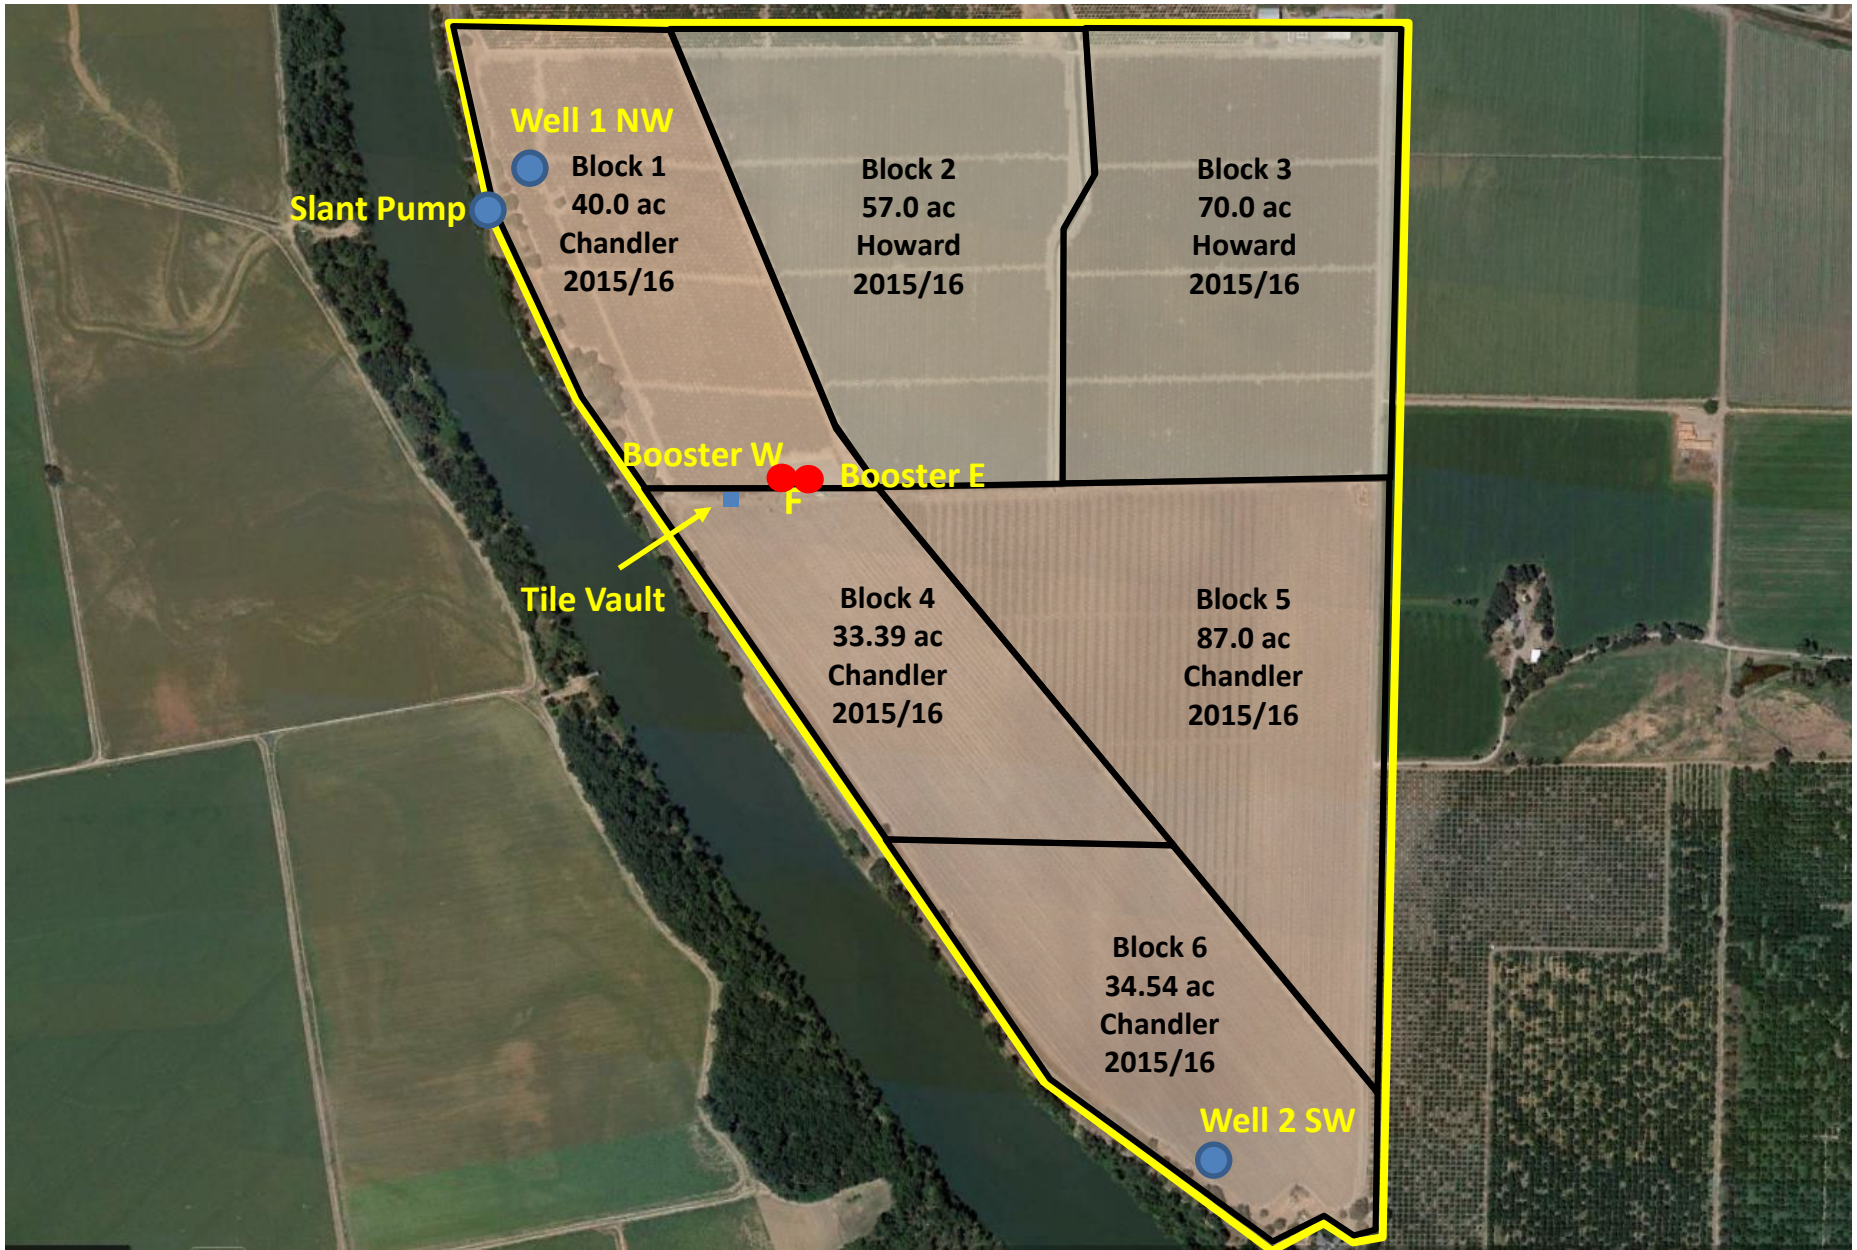 Well 1 NW
Block 1
40.0 ac
Chandler
2015/16
Slant Pump
Block 2
57.0 ac
Howard
2015/16
Block 3
70.0 ac
Howard
2015/16
Booster W
Booster E
F
Tile Vault
Block 4
33.39 ac
Chandler
2015/16
Block 5
87.0 ac
Chandler
2015/16
Block 6
34.54 ac
Chandler
2015/16
Well 2 SW